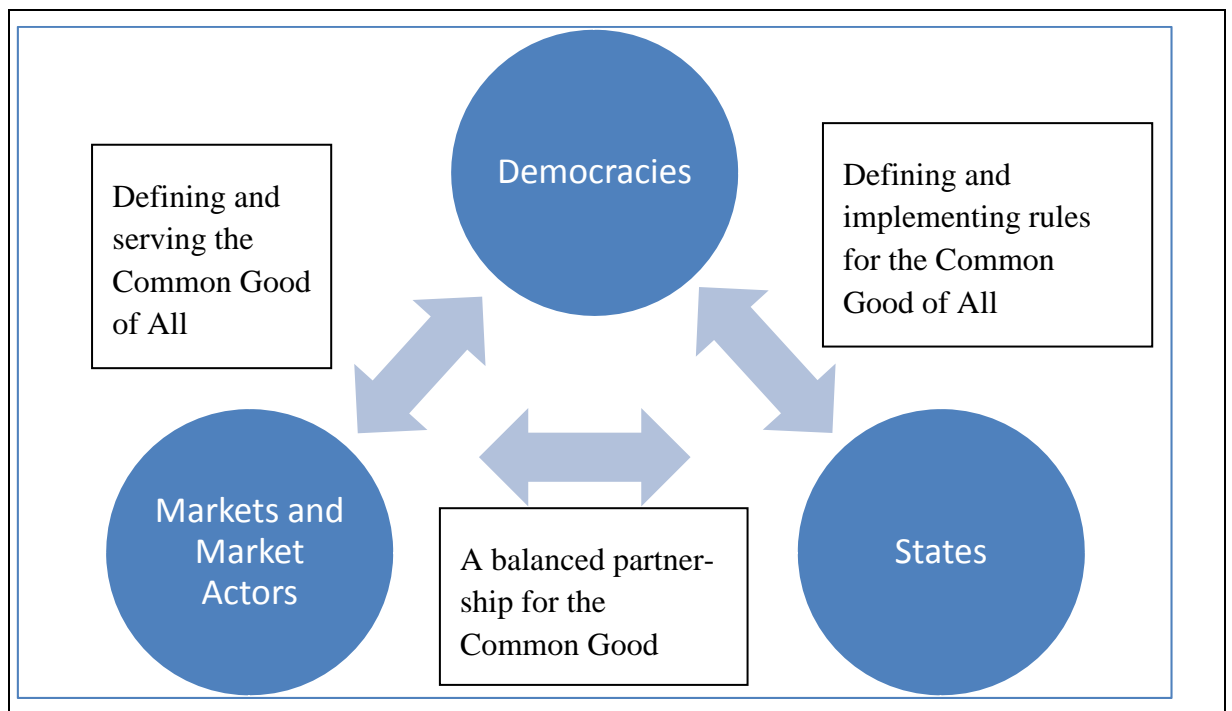 Democracies
Defining and
serving the
Common Good
of All
Defining and
implementing rules
for the Common
Good of All
Markets and
Market
Actors
A balanced partner-
ship for the
Common Good
States